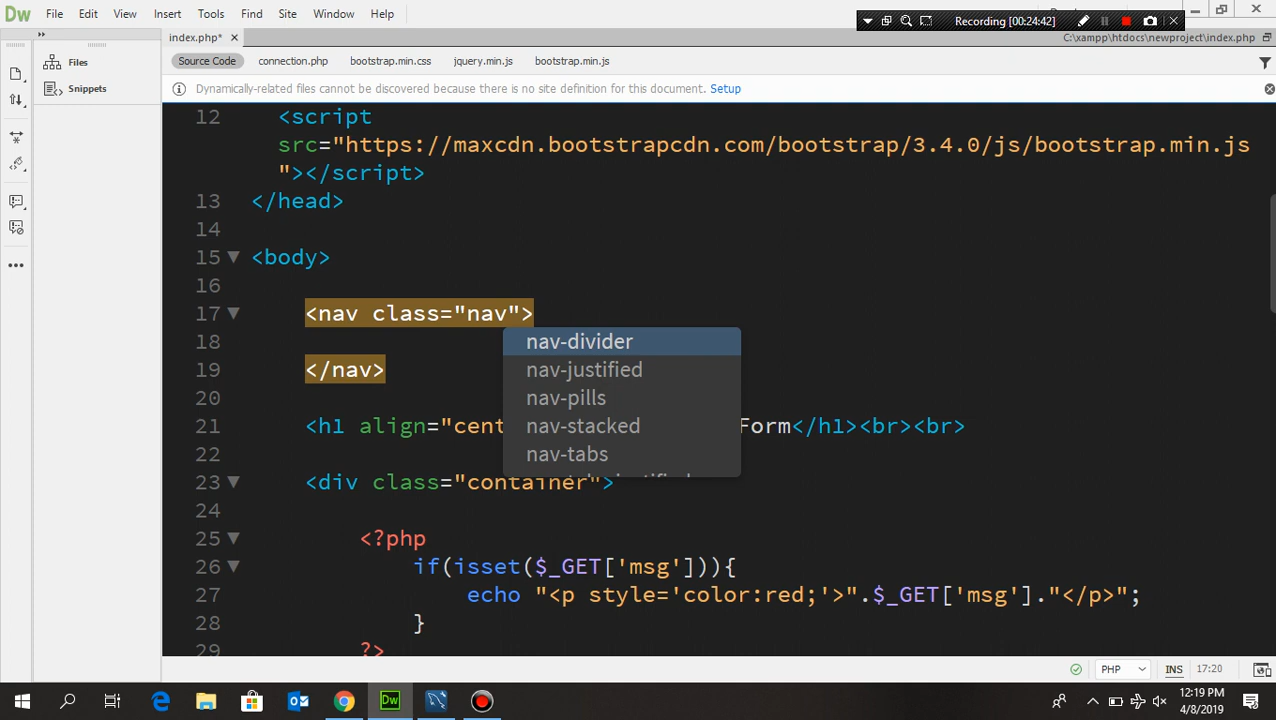 Dw File Edit View Insert Tools Find Site Window Help
Recording [00:24:42]
index.php*
C:\xampp\htdocs\newproject\index.php
Source Code connection.php bootstrap.min.css jquery.min.js bootstrap.min.js
Dynamically-related files cannot be discovered because there is no site definition for this document. Setup
Files
Snippets
12 <script
src="https://maxcdn.bootstrapcdn.com/bootstrap/3.4.0/js/bootstrap.min.js
"></script>
13 </head>
14
15 <body>
16
17 <nav class="nav">
18
nav-divider
19 </nav>
nav-justified
20
nav-pills
21 <h1 align="cent Form</h1><br><br>
nav-stacked
22
nav-tabs
23 <div class="container">
24
25 <?php
26 if(isset($_GET['msg'])){
27 echo "<p style='color:red;'>".$_GET['msg']."</p>";
28 }
29 ?>
PHP INS 17:20
Dw
12:19 PM
4/8/2019